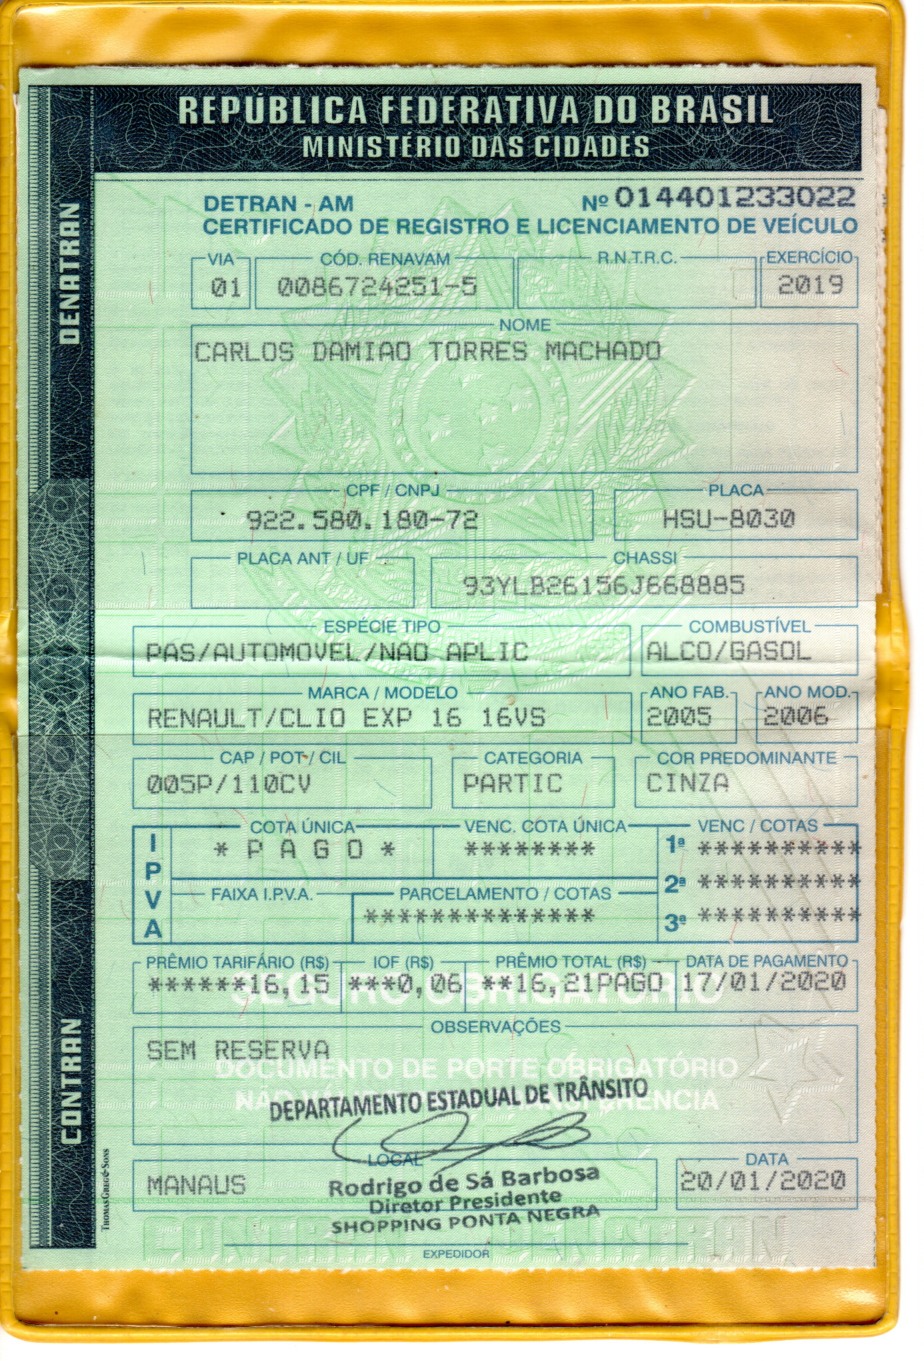 REPÚBLICA FEDERATIVA DO BRASIL
MINISTÉRIO DAS CIDADES
DENATRAN
CONTRAN
THOMAS GREG & SONS
DETRAN - AM Nº 014401233022
CERTIFICADO DE REGISTRO E LICENCIAMENTO DE VEÍCULO
VIA CÓD. RENAVAM R.N.T.R.C. EXERCÍCIO
01 0086724251-5 2019
NOME
CARLOS DAMIAO TORRES MACHADO
CPF / CNPJ PLACA
922.580.180-72 HSU-8030
PLACA ANT / UF CHASSI
93YLB26156J668885
ESPÉCIE TIPO COMBUSTÍVEL
PAS/AUTOMOVEL/NAO APLIC ALCO/GASOL
MARCA / MODELO ANO FAB. ANO MOD.
RENAULT/CLIO EXP 16 16VS 2005 2006
CAP / POT / CIL CATEGORIA COR PREDOMINANTE
005P/110CV PARTIC CINZA
IPVA
COTA ÚNICA VENC. COTA ÚNICA VENC / COTAS
* P A G O * ******** 1ª **********
FAIXA I.P.V.A. PARCELAMENTO / COTAS 2ª **********
************** 3ª **********
PRÊMIO TARIFÁRIO (R$) IOF (R$) PRÊMIO TOTAL (R$) DATA DE PAGAMENTO
******16,15 ***0,06 **16,21PAGO 17/01/2020
SEGURO OBRIGATÓRIO
OBSERVAÇÕES
SEM RESERVA
DOCUMENTO DE PORTE OBRIGATÓRIO
DEPARTAMENTO ESTADUAL DE TRÂNSITO
LOCAL DATA
MANAUS 20/01/2020
Rodrigo de Sá Barbosa
Diretor Presidente
SHOPPING PONTA NEGRA
EXPEDIDOR